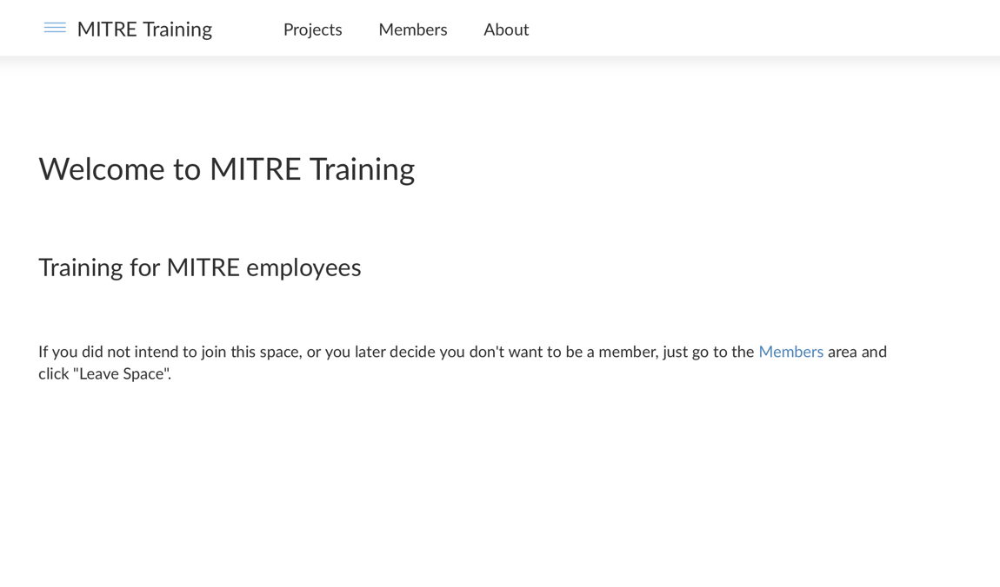 MITRE Training Projects Members About
Welcome to MITRE Training
Training for MITRE employees
If you did not intend to join this space, or you later decide you don't want to be a member, just go to the Members area and
click "Leave Space".